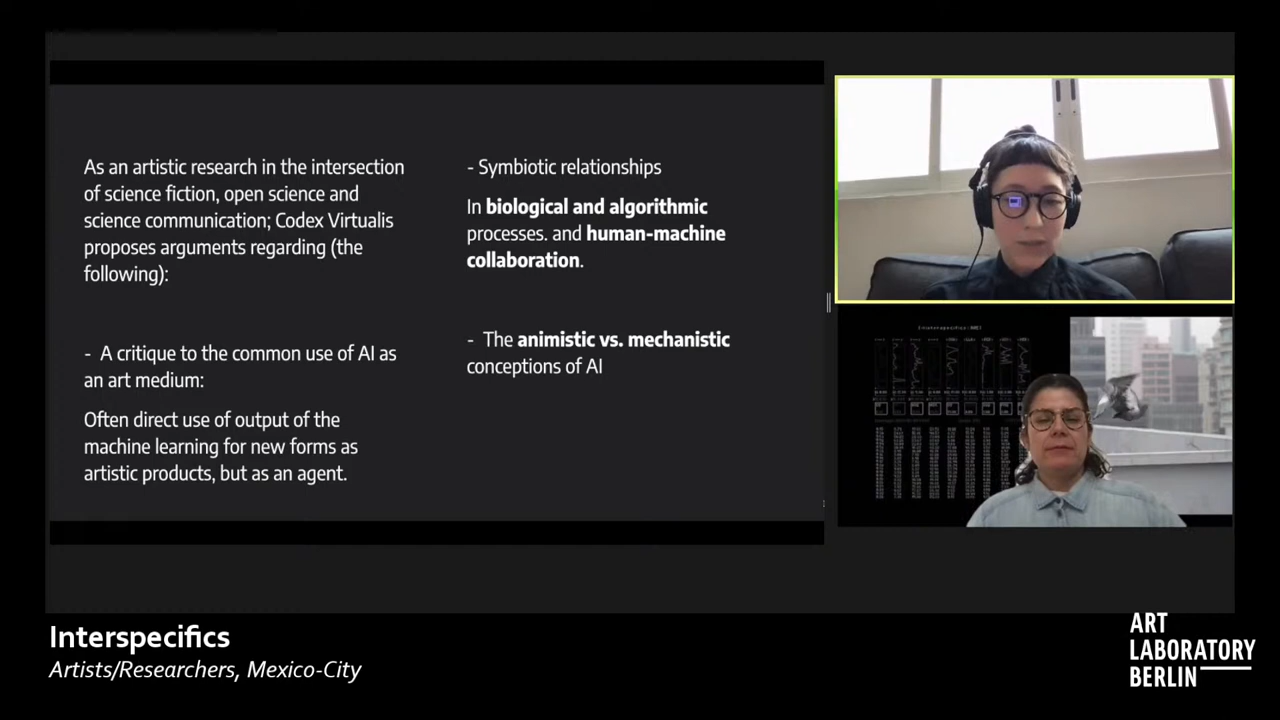 As an artistic research in the intersection
of science fiction, open science and
science communication; Codex Virtualis
proposes arguments regarding (the
following):
- A critique to the common use of AI as
an art medium:
Often direct use of output of the
machine learning for new forms as
artistic products, but as an agent.
- Symbiotic relationships
In biological and algorithmic
processes. and human-machine
collaboration.
- The animistic vs. mechanistic
conceptions of AI
Interspecifics
Artists/Researchers, Mexico-City
ART
LABORATORY
BERLIN